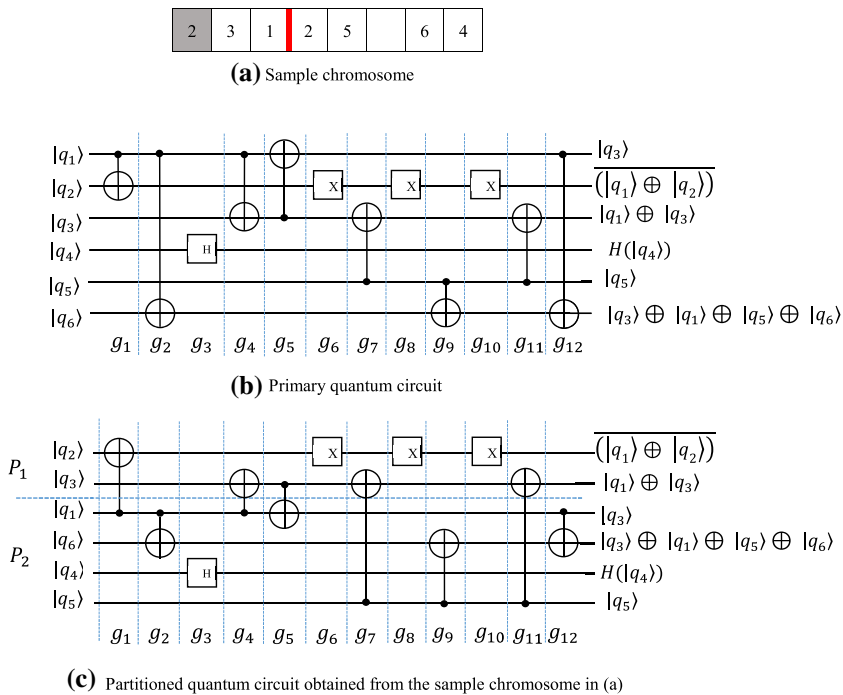 2 3 1 2 5 6 4
(a) Sample chromosome
|q₁⟩ |q₃⟩
|q₂⟩ X X X (|q₁⟩ ⊕ |q₂⟩)
|q₃⟩ |q₁⟩ ⊕ |q₃⟩
|q₄⟩ H H(|q₄⟩)
|q₅⟩ |q₅⟩
|q₆⟩ |q₃⟩ ⊕ |q₁⟩ ⊕ |q₅⟩ ⊕ |q₆⟩
g₁ g₂ g₃ g₄ g₅ g₆ g₇ g₈ g₉ g₁₀ g₁₁ g₁₂
(b) Primary quantum circuit
P₁
|q₂⟩ X X X (|q₁⟩ ⊕ |q₂⟩)
|q₃⟩ |q₁⟩ ⊕ |q₃⟩
P₂
|q₁⟩ |q₃⟩
|q₆⟩ |q₃⟩ ⊕ |q₁⟩ ⊕ |q₅⟩ ⊕ |q₆⟩
|q₄⟩ H H(|q₄⟩)
|q₅⟩ |q₅⟩
g₁ g₂ g₃ g₄ g₅ g₆ g₇ g₈ g₉ g₁₀ g₁₁ g₁₂
(c) Partitioned quantum circuit obtained from the sample chromosome in (a)